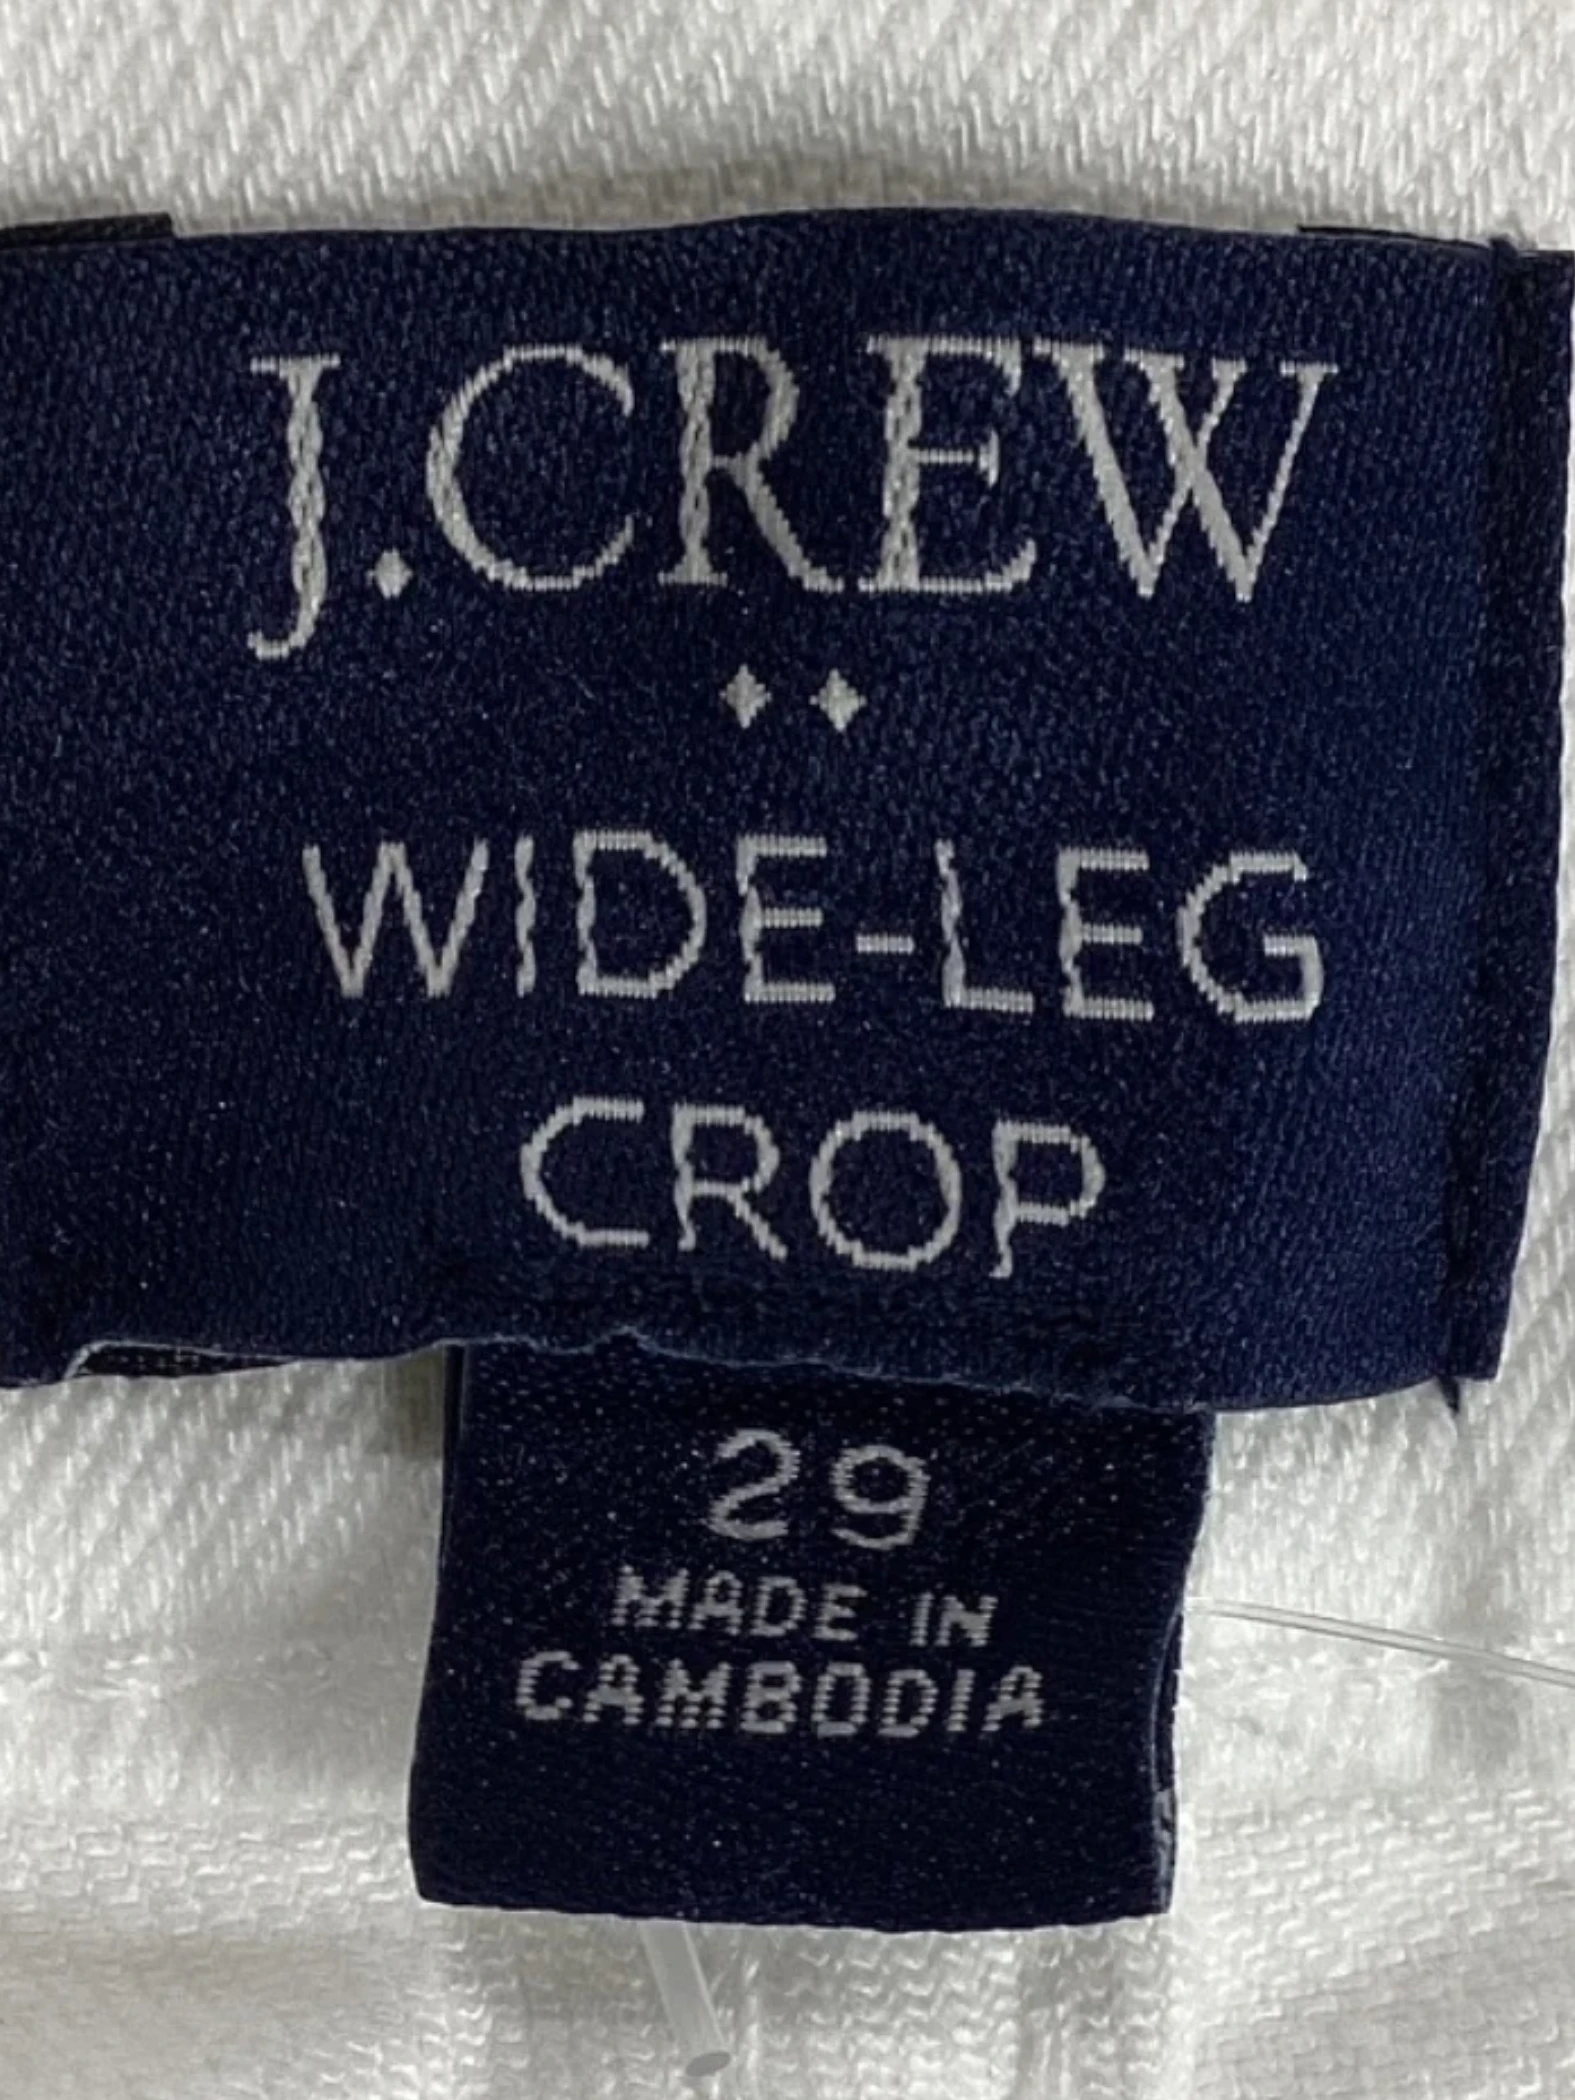 J.CREW
WIDE-LEG
CROP
29
MADE IN
CAMBODIA